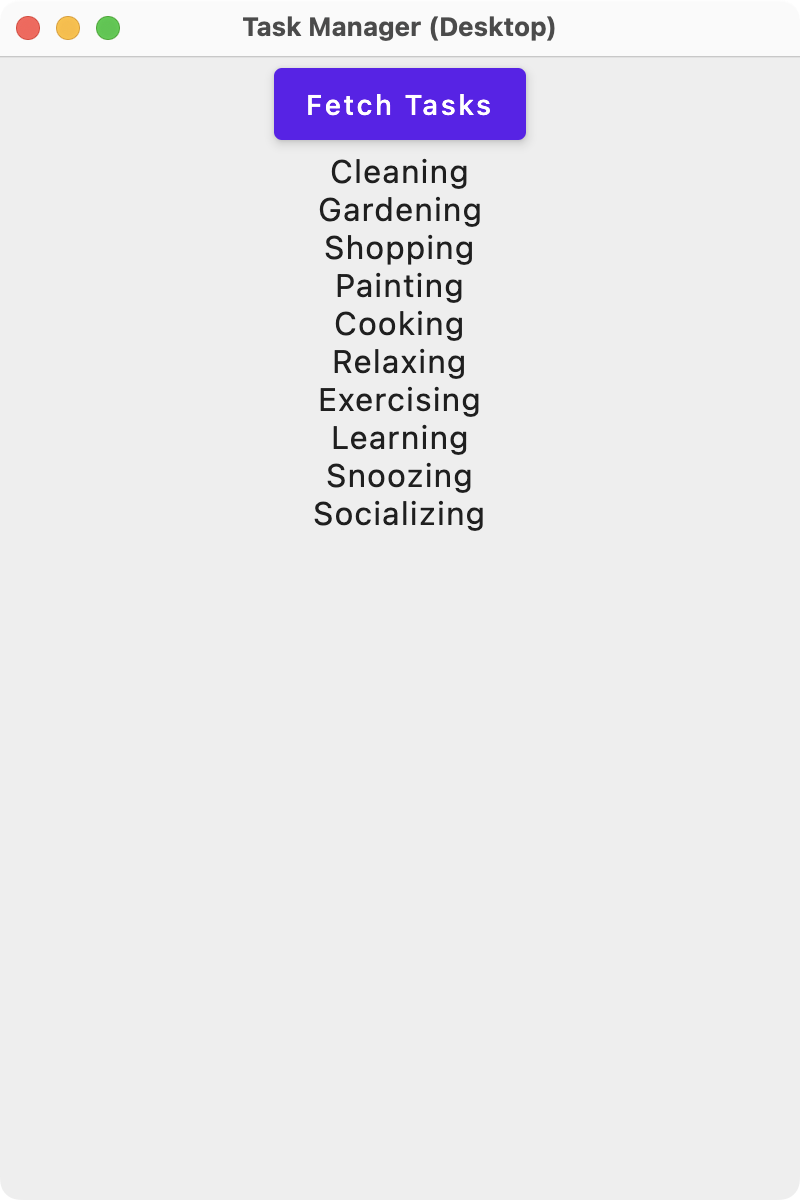 Task Manager (Desktop)
Fetch Tasks
Cleaning
Gardening
Shopping
Painting
Cooking
Relaxing
Exercising
Learning
Snoozing
Socializing